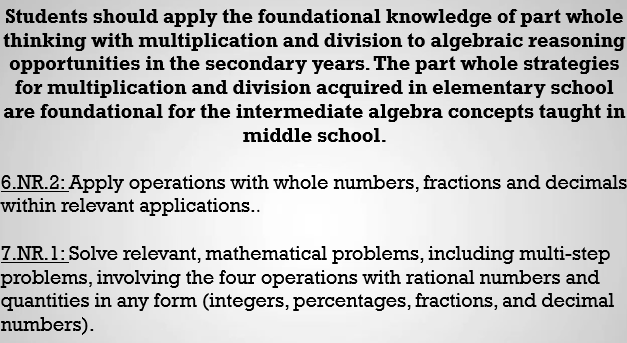 Students should apply the foundational knowledge of part whole
thinking with multiplication and division to algebraic reasoning
opportunities in the secondary years. The part whole strategies
for multiplication and division acquired in elementary school
are foundational for the intermediate algebra concepts taught in
middle school.
6.NR.2: Apply operations with whole numbers, fractions and decimals
within relevant applications..
7.NR.1: Solve relevant, mathematical problems, including multi-step
problems, involving the four operations with rational numbers and
quantities in any form (integers, percentages, fractions, and decimal
numbers).